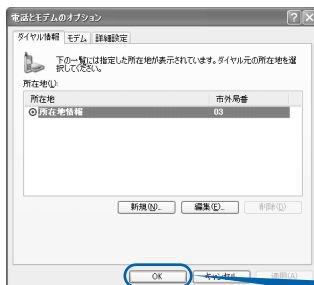 電話とモデムのオプション
ダイヤル情報 モデム 詳細設定
下の一覧には指定した所在地が表示されています。ダイヤル元の所在地を選択してください。
所在地(L):
所在地 市外局番
所在地情報 03
新規(N)... 編集(E)... 削除(D)
OK キャンセル 適用(A)